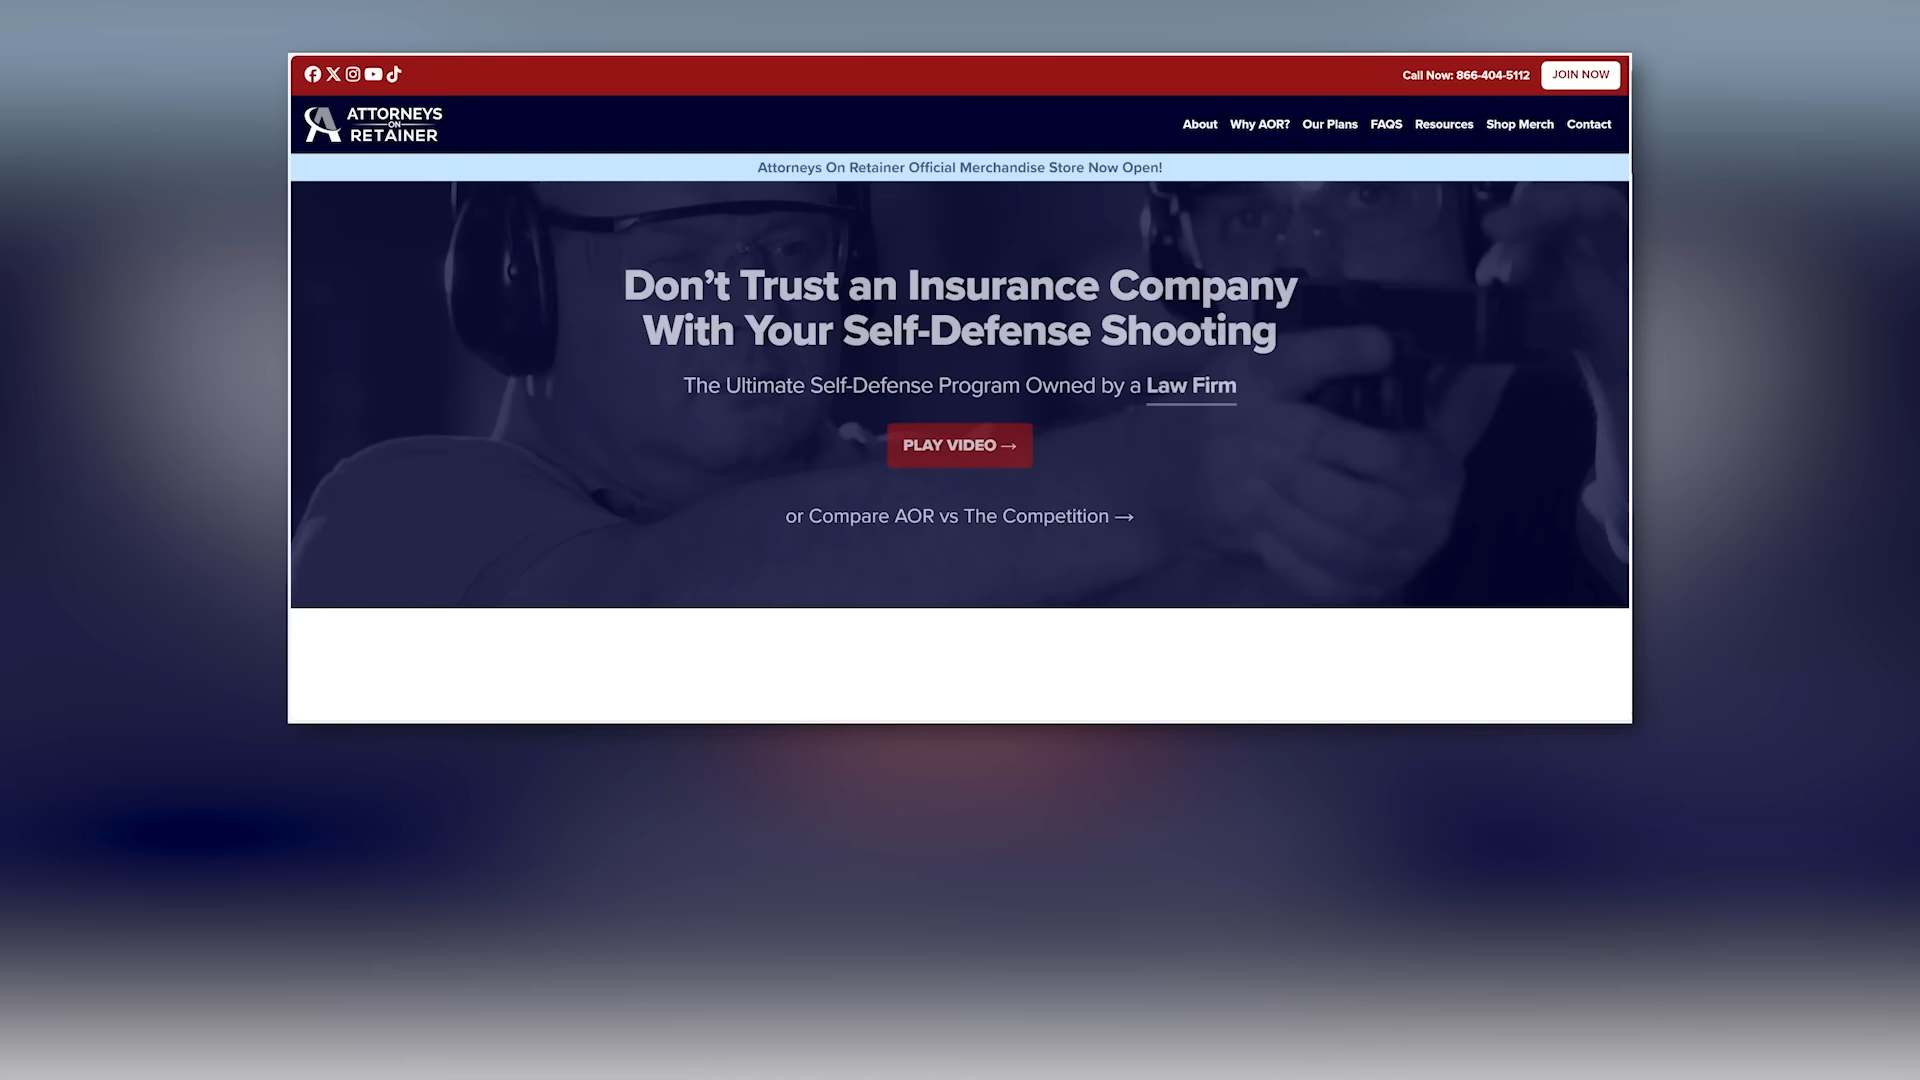 Call Now: 866-404-5112 JOIN NOW
ATTORNEYS
ON
RETAINER
About Why AOR? Our Plans FAQS Resources Shop Merch Contact
Attorneys On Retainer Official Merchandise Store Now Open!
Don’t Trust an Insurance Company
With Your Self-Defense Shooting
The Ultimate Self-Defense Program Owned by a Law Firm
PLAY VIDEO →
or Compare AOR vs The Competition →